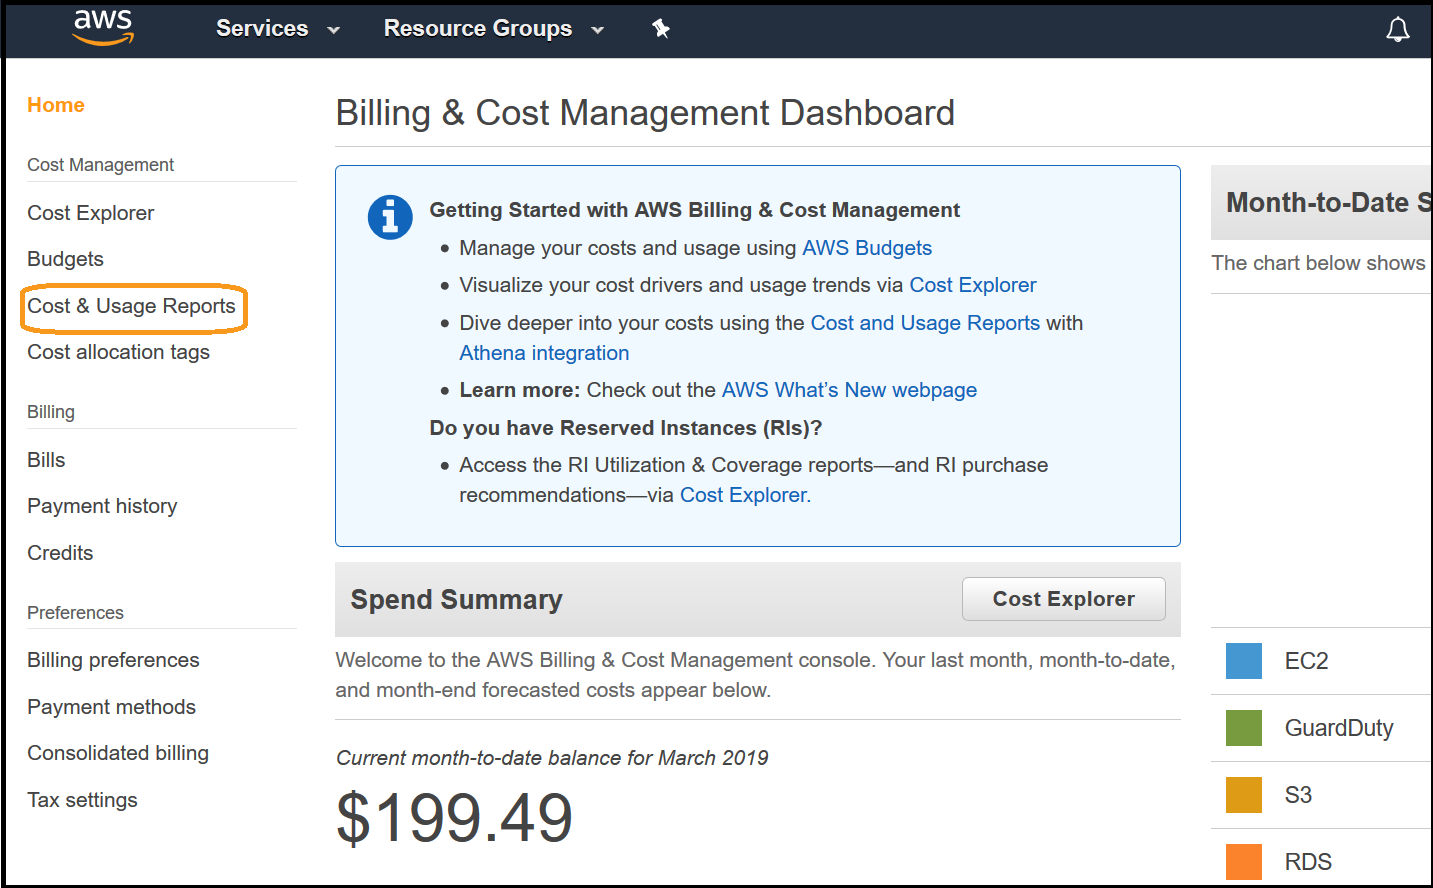 aws
Services
Resource Groups
Home
Cost Management
Cost Explorer
Budgets
Cost & Usage Reports
Cost allocation tags
Billing
Bills
Payment history
Credits
Preferences
Billing preferences
Payment methods
Consolidated billing
Tax settings
Billing & Cost Management Dashboard
Getting Started with AWS Billing & Cost Management
• Manage your costs and usage using AWS Budgets
• Visualize your cost drivers and usage trends via Cost Explorer
• Dive deeper into your costs using the Cost and Usage Reports with
Athena integration
• Learn more: Check out the AWS What's New webpage
Do you have Reserved Instances (RIs)?
• Access the RI Utilization & Coverage reports—and RI purchase
recommendations—via Cost Explorer.
Spend Summary
Cost Explorer
Welcome to the AWS Billing & Cost Management console. Your last month, month-to-date,
and month-end forecasted costs appear below.
Current month-to-date balance for March 2019
$199.49
Month-to-Date S
The chart below shows
EC2
GuardDuty
S3
RDS